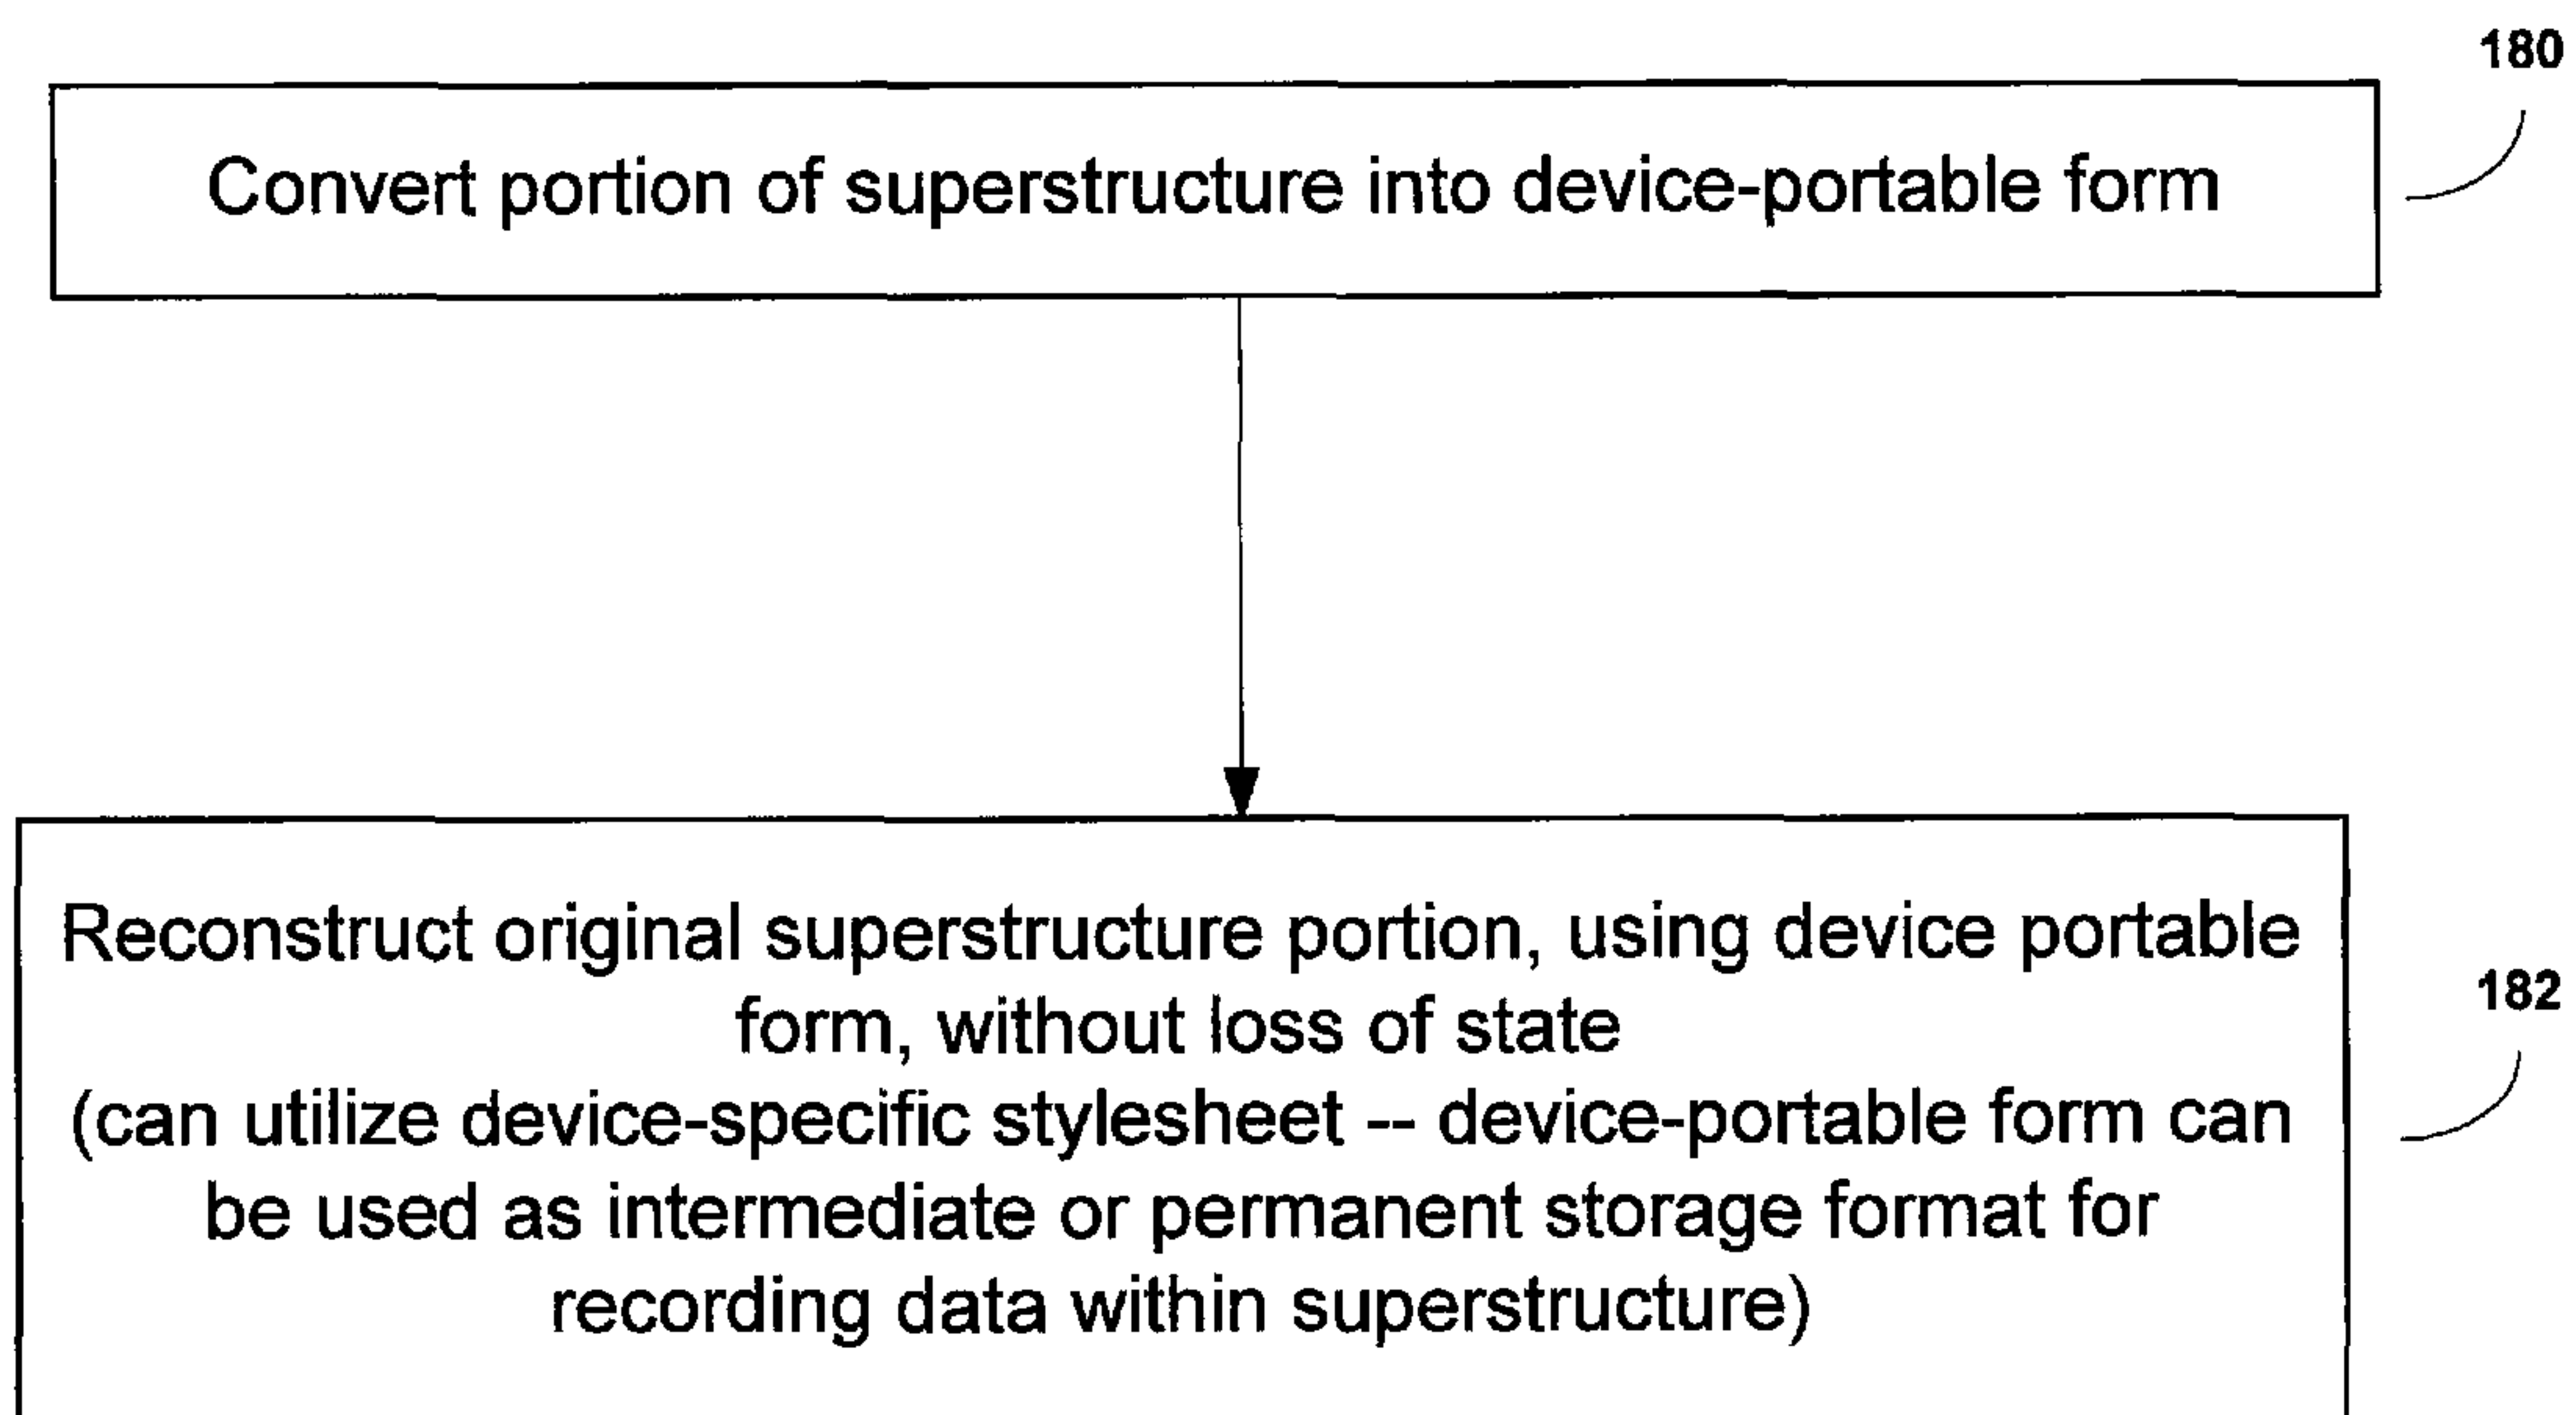 180
Convert portion of superstructure into device-portable form
Reconstruct original superstructure portion, using device portable
form, without loss of state
182
(can utilize device-specific stylesheet -- device-portable form can
be used as intermediate or permanent storage format for
recording data within superstructure)